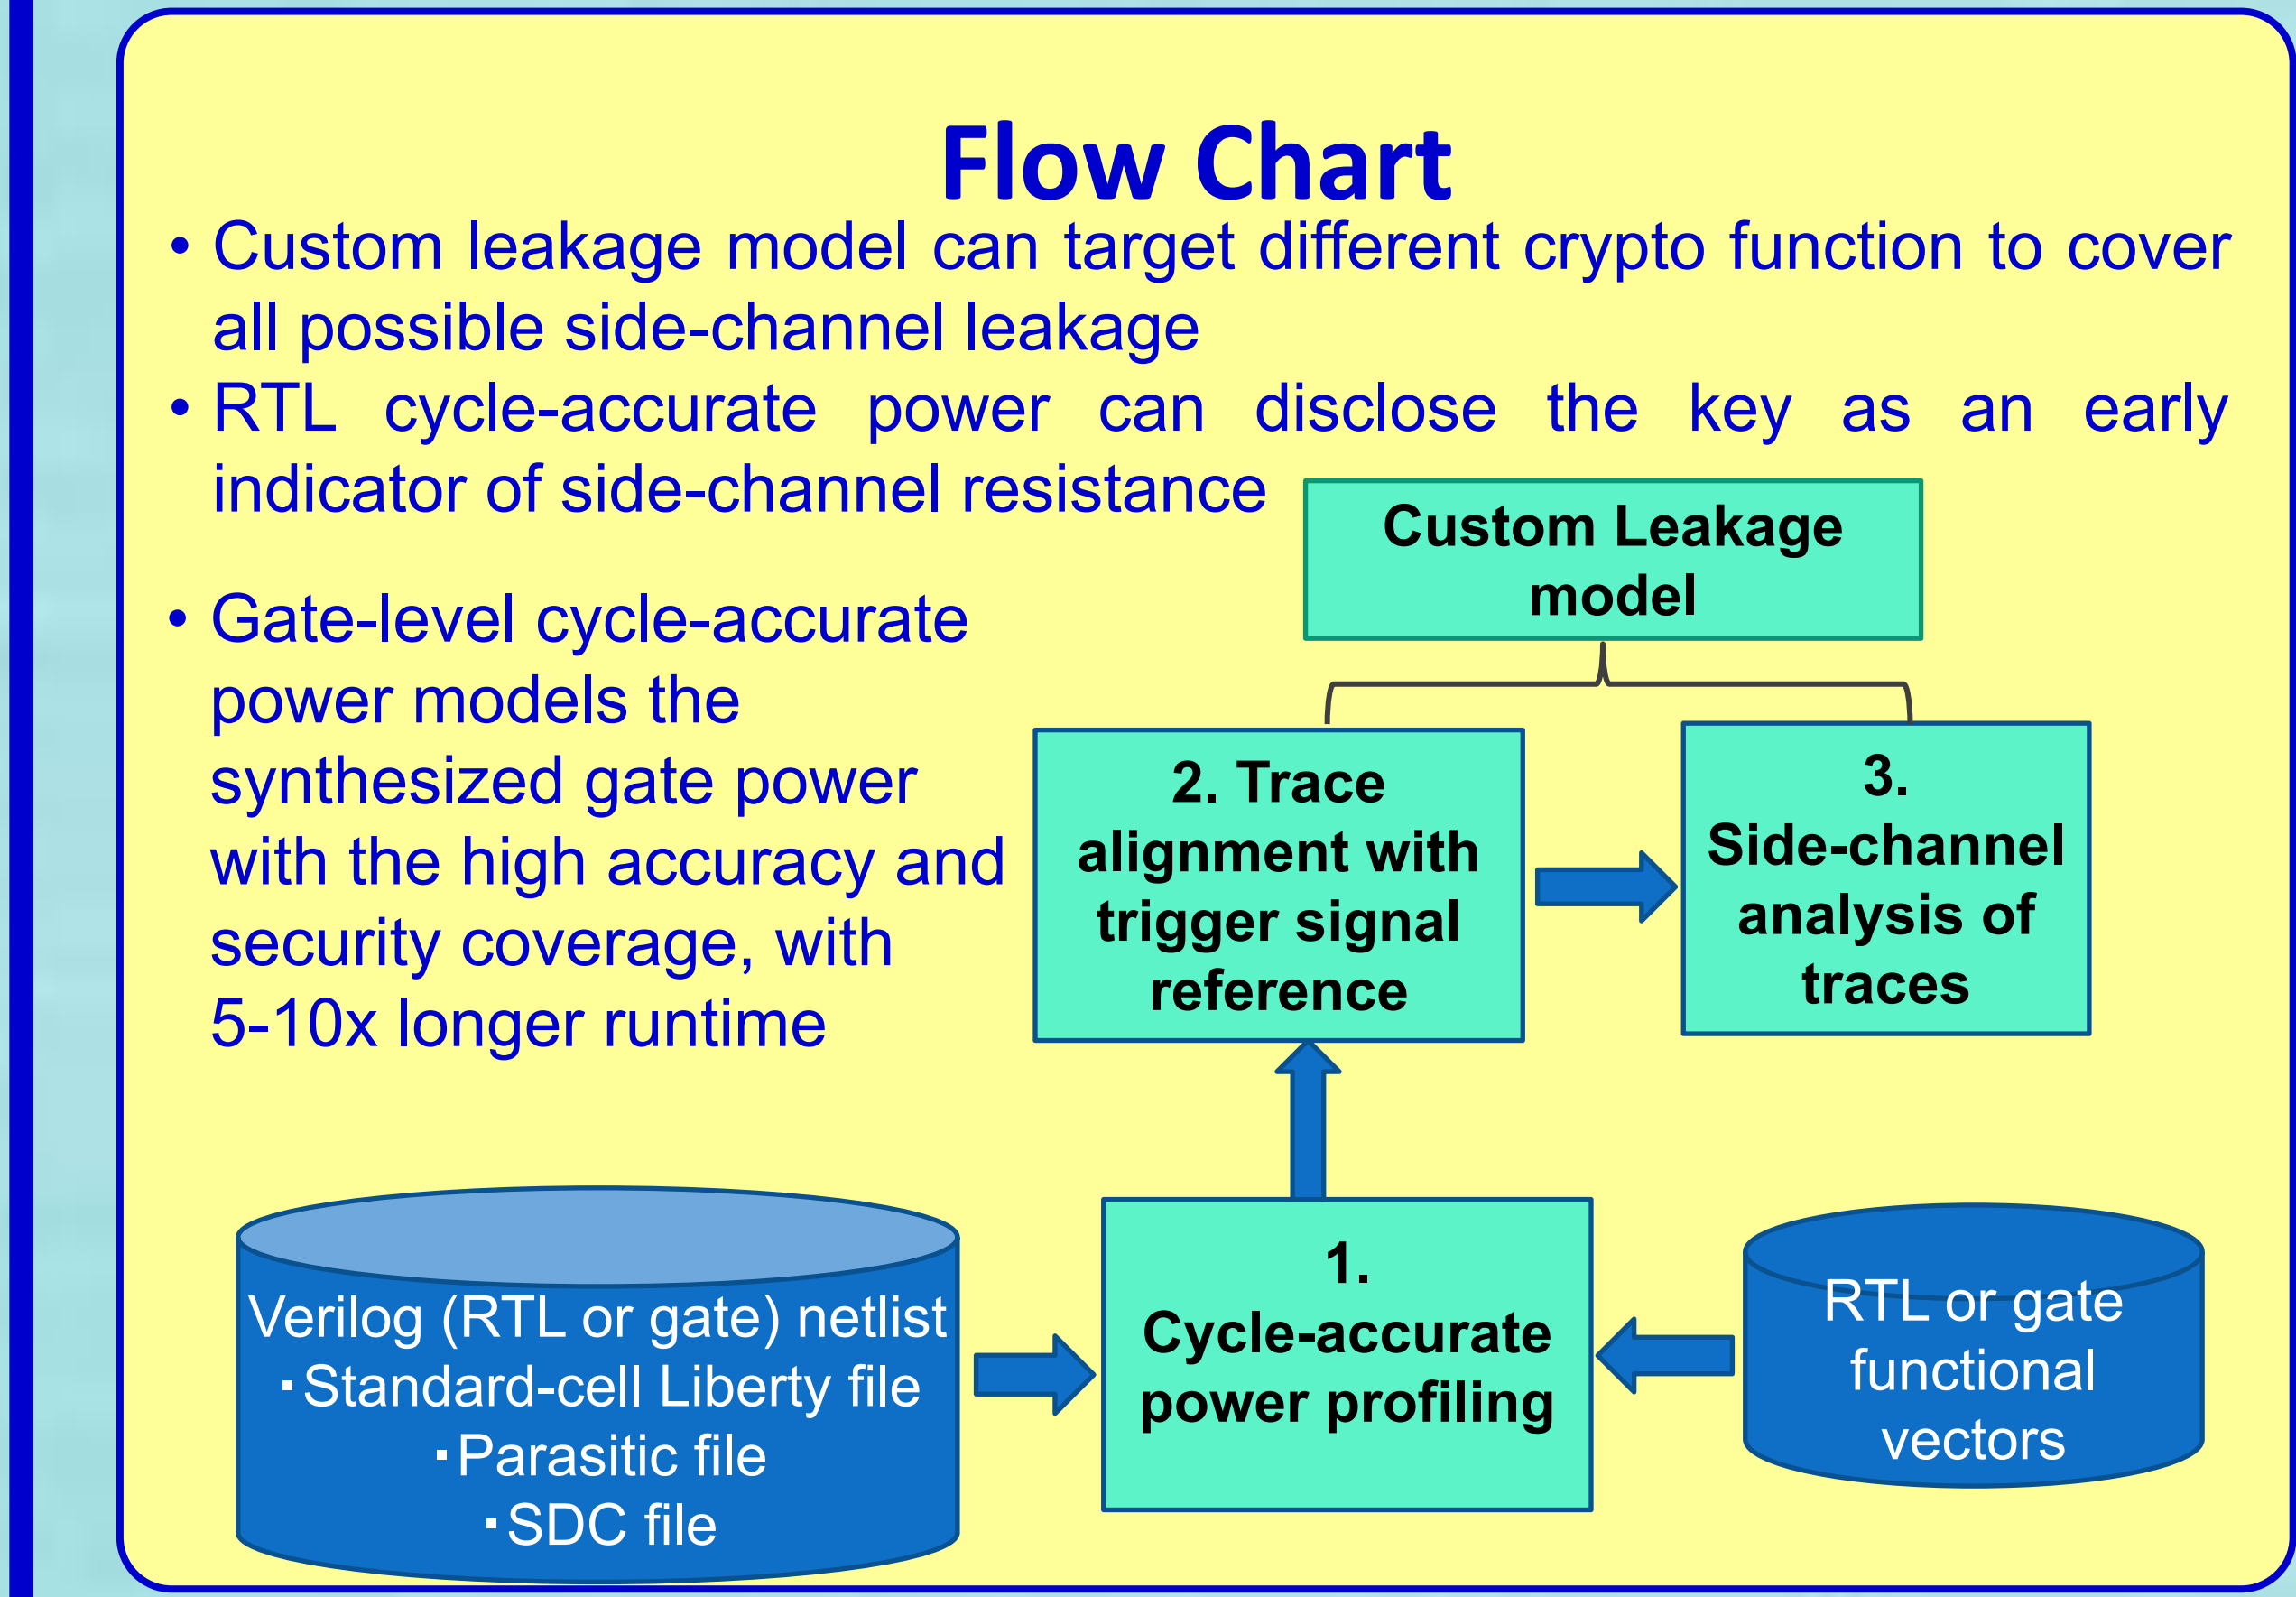 Flow Chart
• Custom leakage model can target different crypto function to cover
all possible side-channel leakage
• RTL cycle-accurate power can disclose the key as an early
indicator of side-channel resistance
• Gate-level cycle-accurate
power models the
synthesized gate power
with the high accuracy and
security coverage, with
5-10x longer runtime
Custom Leakage
model
2. Trace
alignment with
trigger signal
reference
3.
Side-channel
analysis of
traces
Verilog (RTL or gate) netlist
▪Standard-cell Liberty file
▪Parasitic file
▪SDC file
1.
Cycle-accurate
power profiling
RTL or gate
functional
vectors